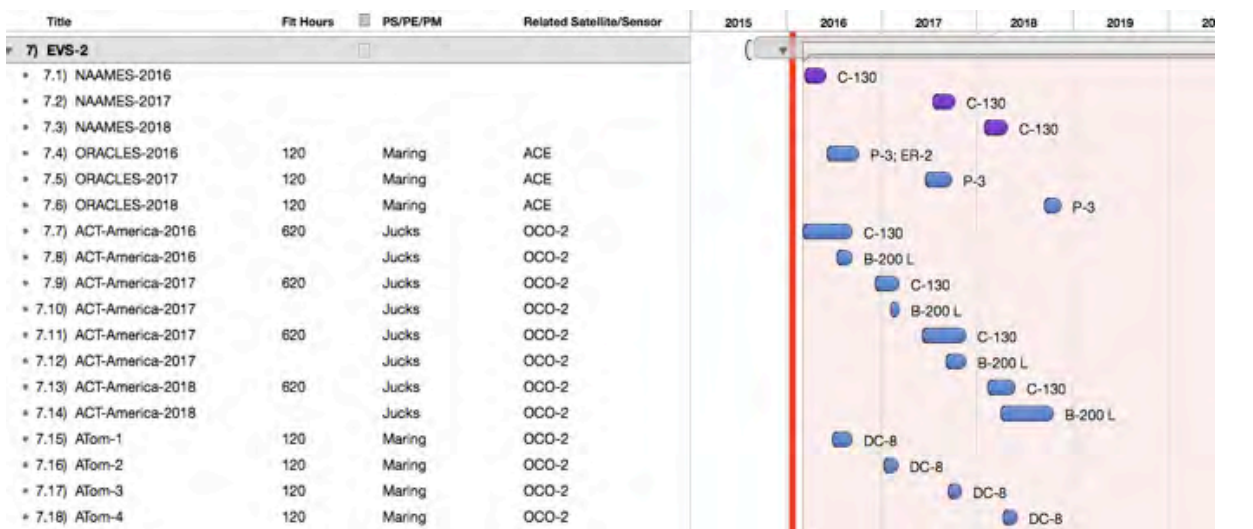 Title Flt Hours PS/PE/PM Related Satellite/Sensor 2015 2016 2017 2018 2019 20
7) EVS-2
7.1) NAAMES-2016 C-130
7.2) NAAMES-2017 C-130
7.3) NAAMES-2018 C-130
7.4) ORACLES-2016 120 Maring ACE P-3; ER-2
7.5) ORACLES-2017 120 Maring ACE P-3
7.6) ORACLES-2018 120 Maring ACE P-3
7.7) ACT-America-2016 620 Jucks OCO-2 C-130
7.8) ACT-America-2016 Jucks OCO-2 B-200 L
7.9) ACT-America-2017 620 Jucks OCO-2 C-130
7.10) ACT-America-2017 Jucks OCO-2 B-200 L
7.11) ACT-America-2017 620 Jucks OCO-2 C-130
7.12) ACT-America-2017 Jucks OCO-2 B-200 L
7.13) ACT-America-2018 620 Jucks OCO-2 C-130
7.14) ACT-America-2018 Jucks OCO-2 B-200 L
7.15) ATom-1 120 Maring OCO-2 DC-8
7.16) ATom-2 120 Maring OCO-2 DC-8
7.17) ATom-3 120 Maring OCO-2 DC-8
7.18) ATom-4 120 Maring OCO-2 DC-8